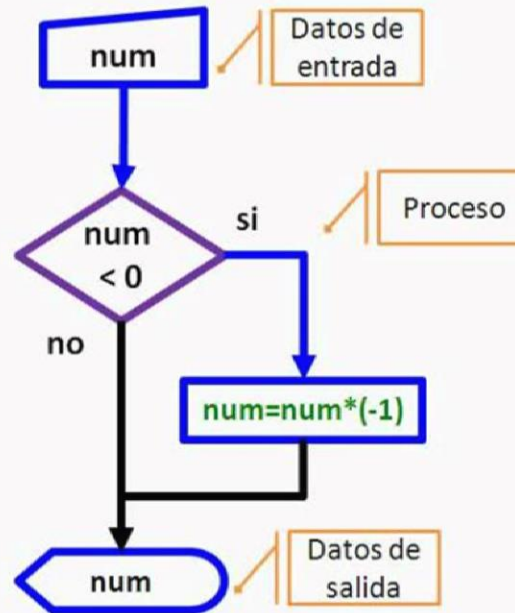 num
Datos de
entrada
num
< 0
si
Proceso
no
num=num*(-1)
num
Datos de
salida